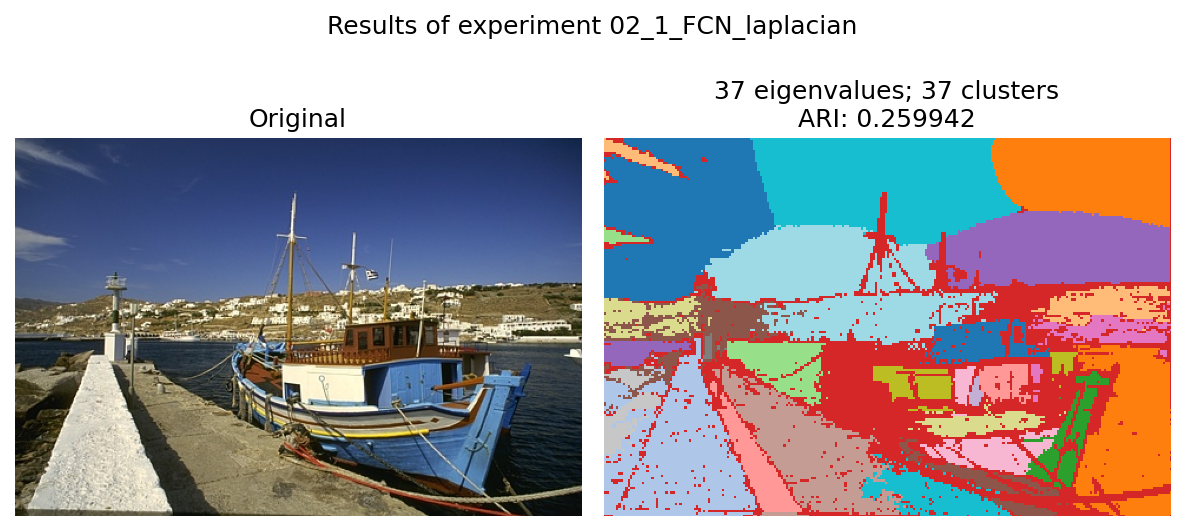 Results of experiment 02_1_FCN_laplacian
Original
37 eigenvalues; 37 clusters
ARI: 0.259942